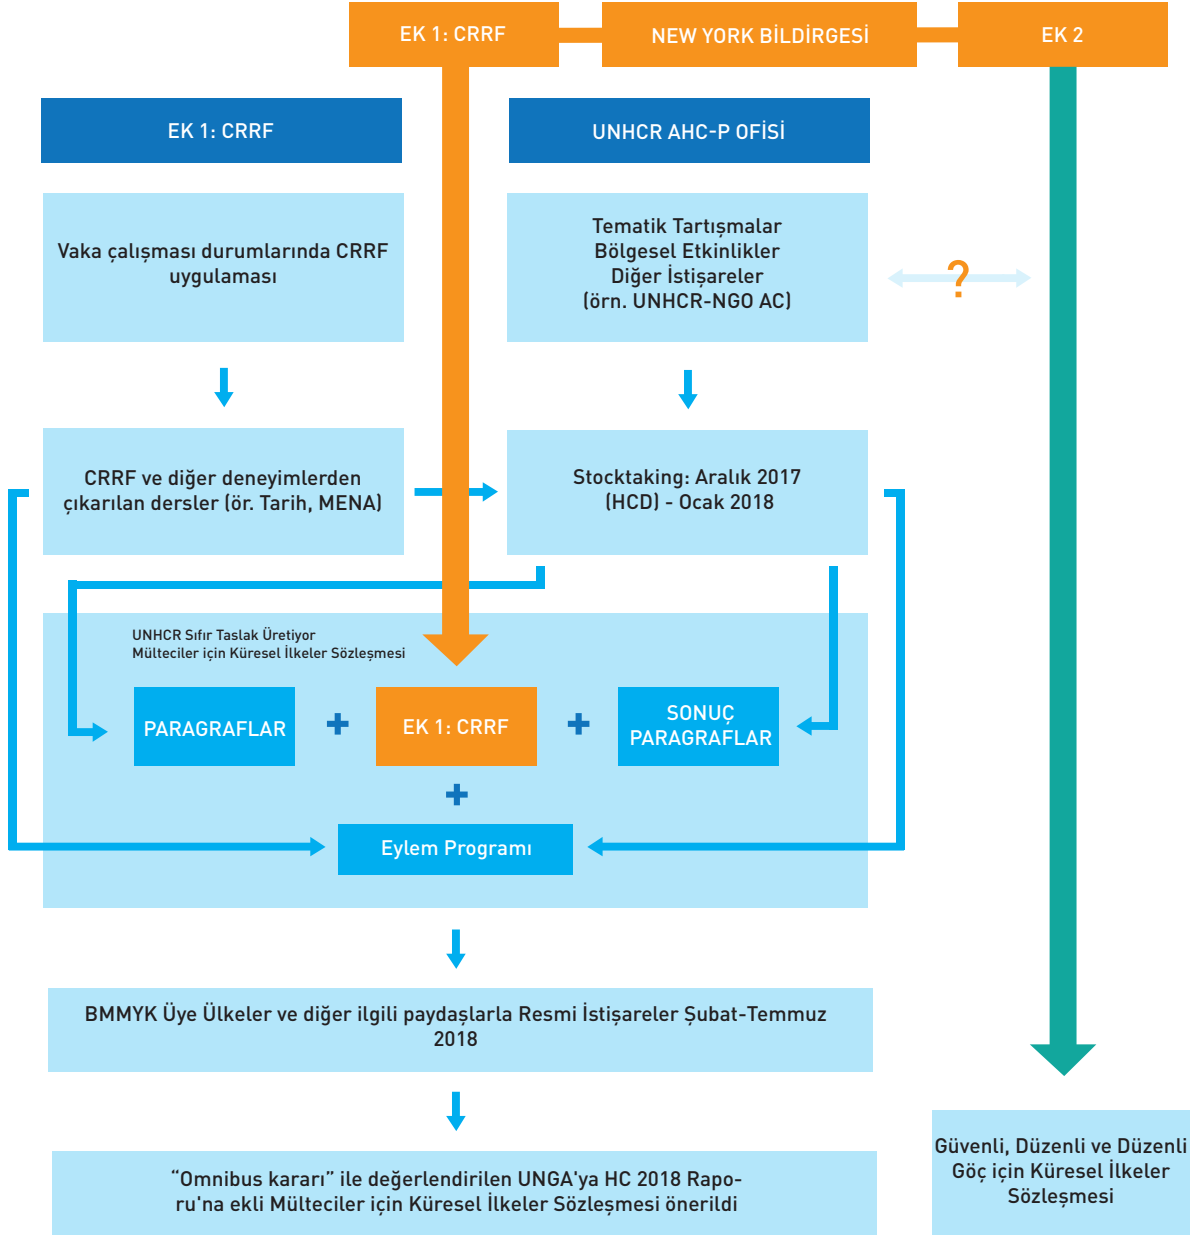 EK 1: CRRF
NEW YORK BİLDİRGESİ
EK 2
EK 1: CRRF
UNHCR AHC-P OFİSİ
Vaka çalışması durumlarında CRRF
uygulaması
Tematik Tartışmalar
Bölgesel Etkinlikler
Diğer İstişareler
(örn. UNHCR-NGO AC)
?
CRRF ve diğer deneyimlerden
çıkarılan dersler (ör. Tarih, MENA)
Stocktaking: Aralık 2017
(HCD) - Ocak 2018
UNHCR Sıfır Taslak Üretiyor
Mülteciler için Küresel İlkeler Sözleşmesi
PARAGRAFLAR
+
EK 1: CRRF
+
SONUÇ
PARAGRAFLAR
+
Eylem Programı
BMMYK Üye Ülkeler ve diğer ilgili paydaşlarla Resmi İstişareler Şubat-Temmuz
2018
“Omnibus kararı” ile değerlendirilen UNGA'ya HC 2018 Rapo-
ru'na ekli Mülteciler için Küresel İlkeler Sözleşmesi önerildi
Güvenli, Düzenli ve Düzenli
Göç için Küresel İlkeler
Sözleşmesi